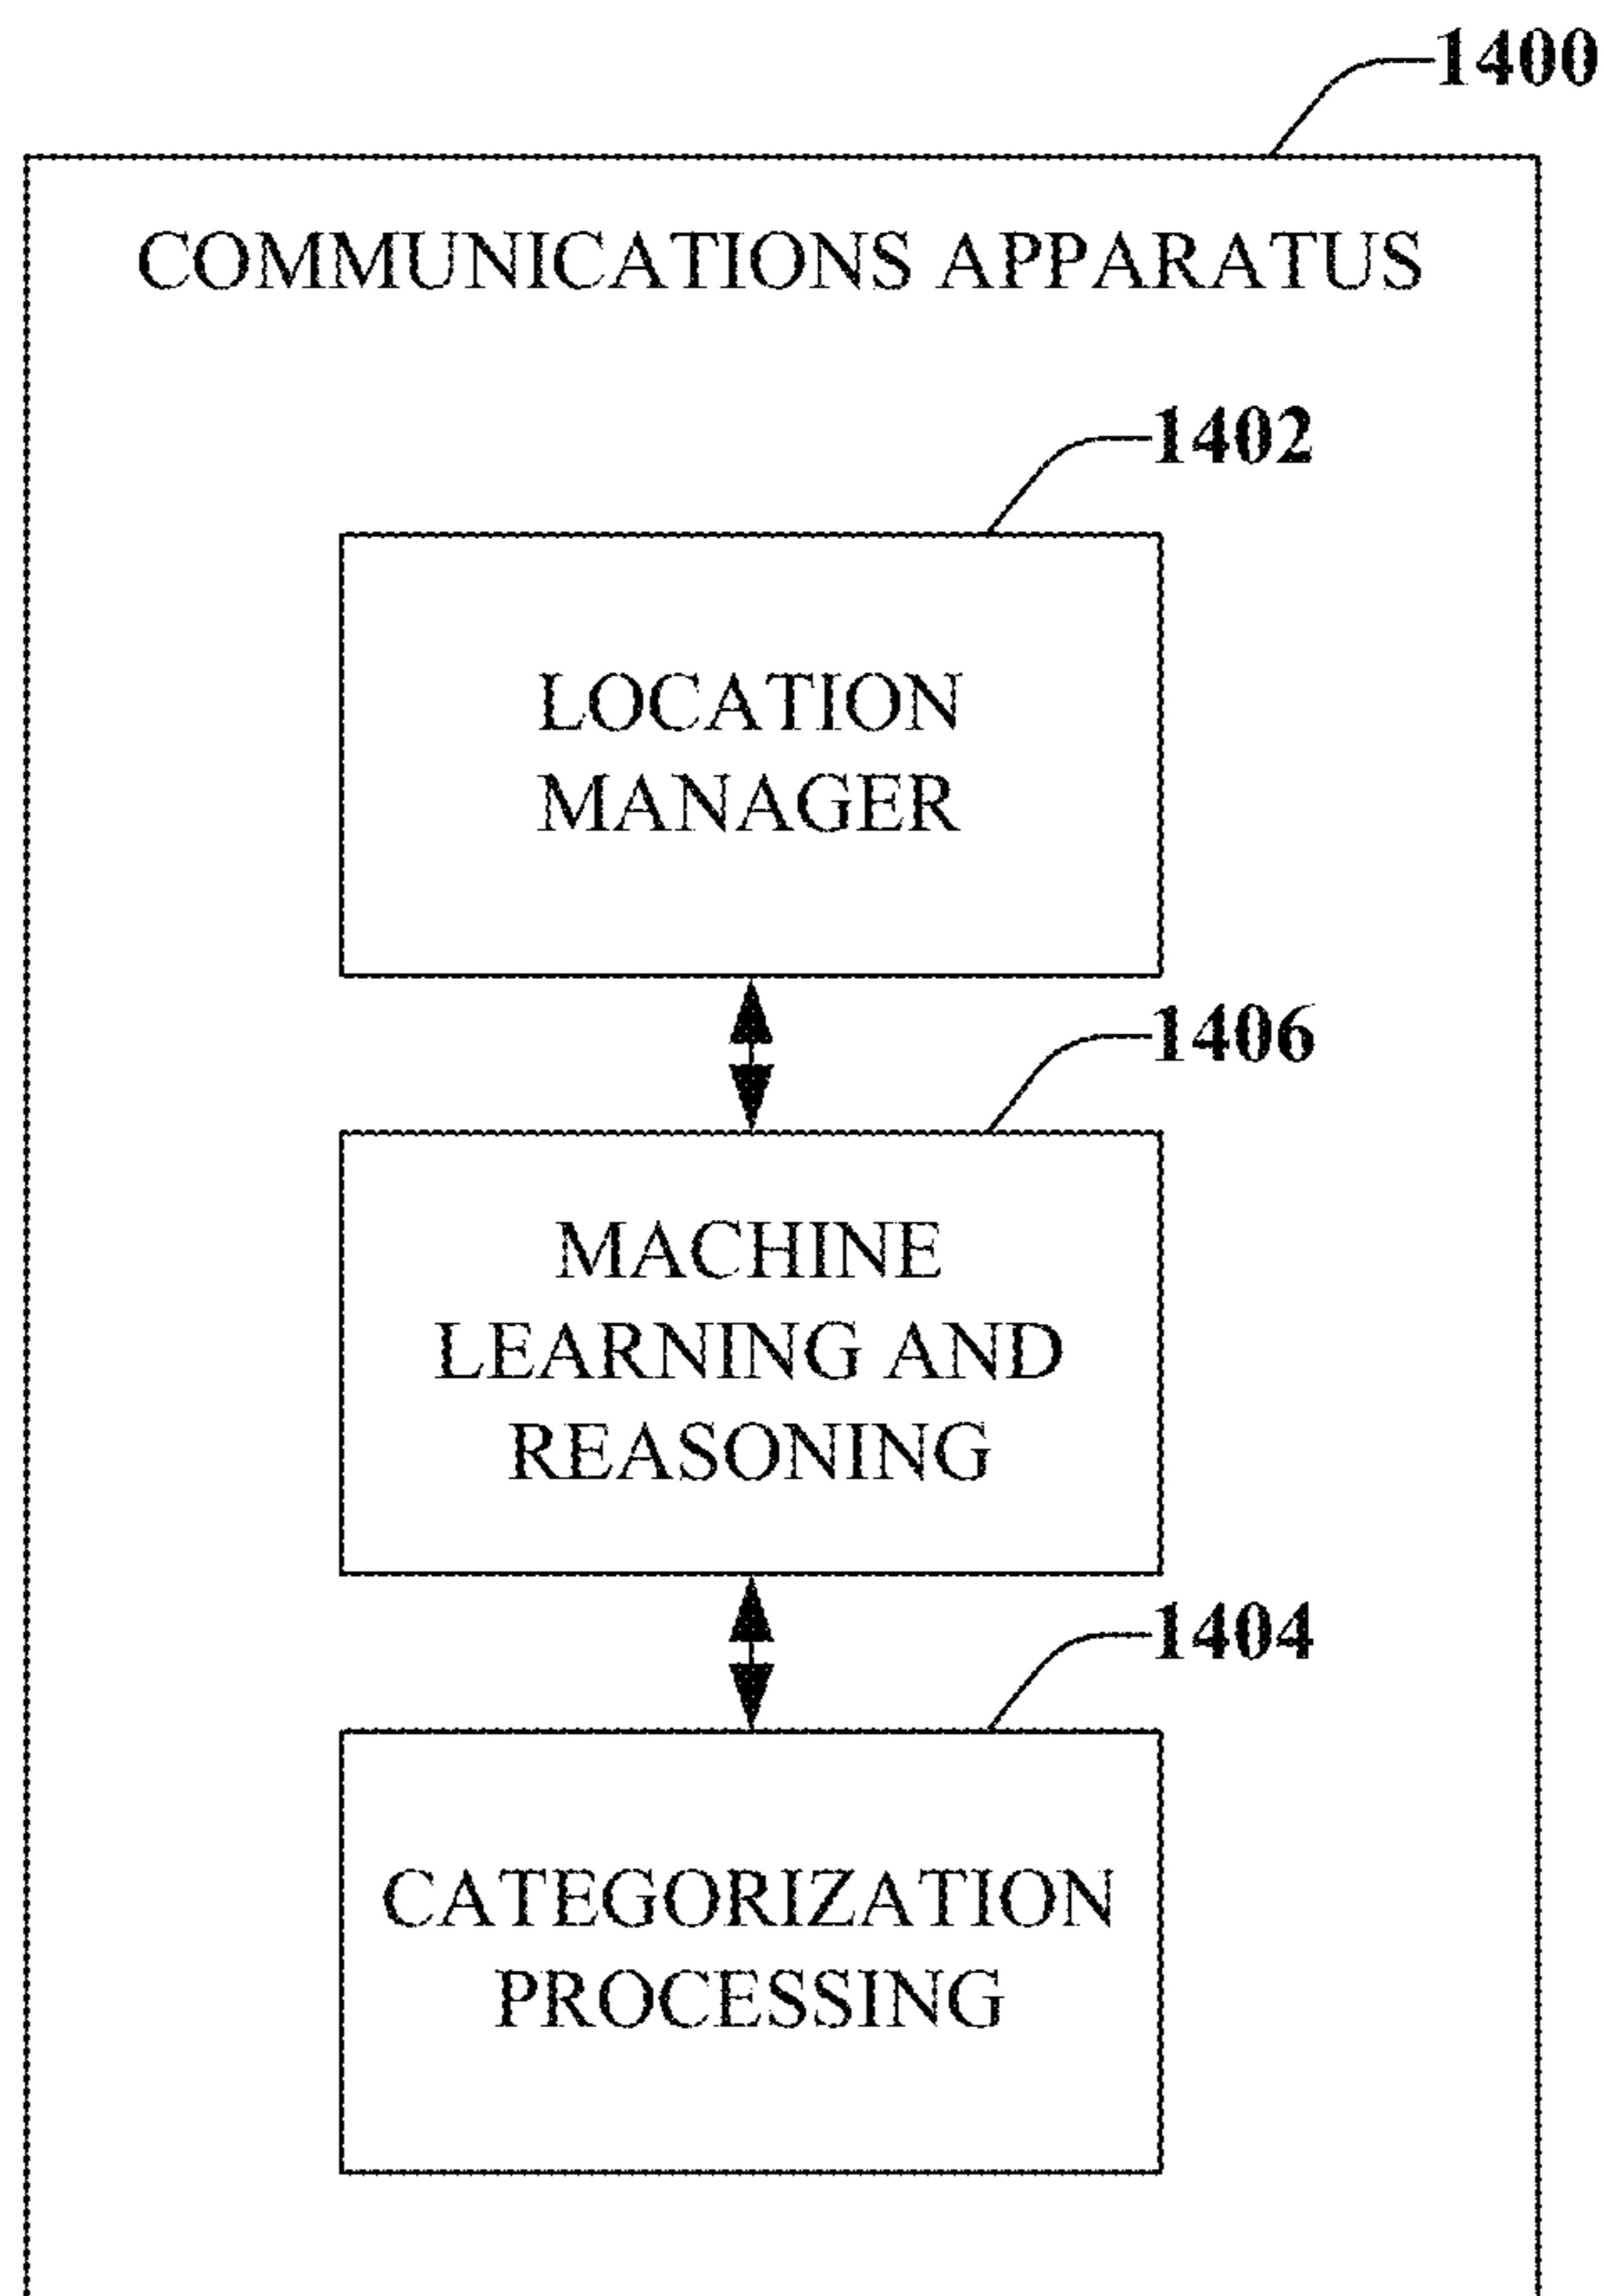 1400
COMMUNICATIONS APPARATUS
1402
LOCATION
MANAGER
1406
MACHINE
LEARNING AND
REASONING
1404
CATEGORIZATION
PROCESSING